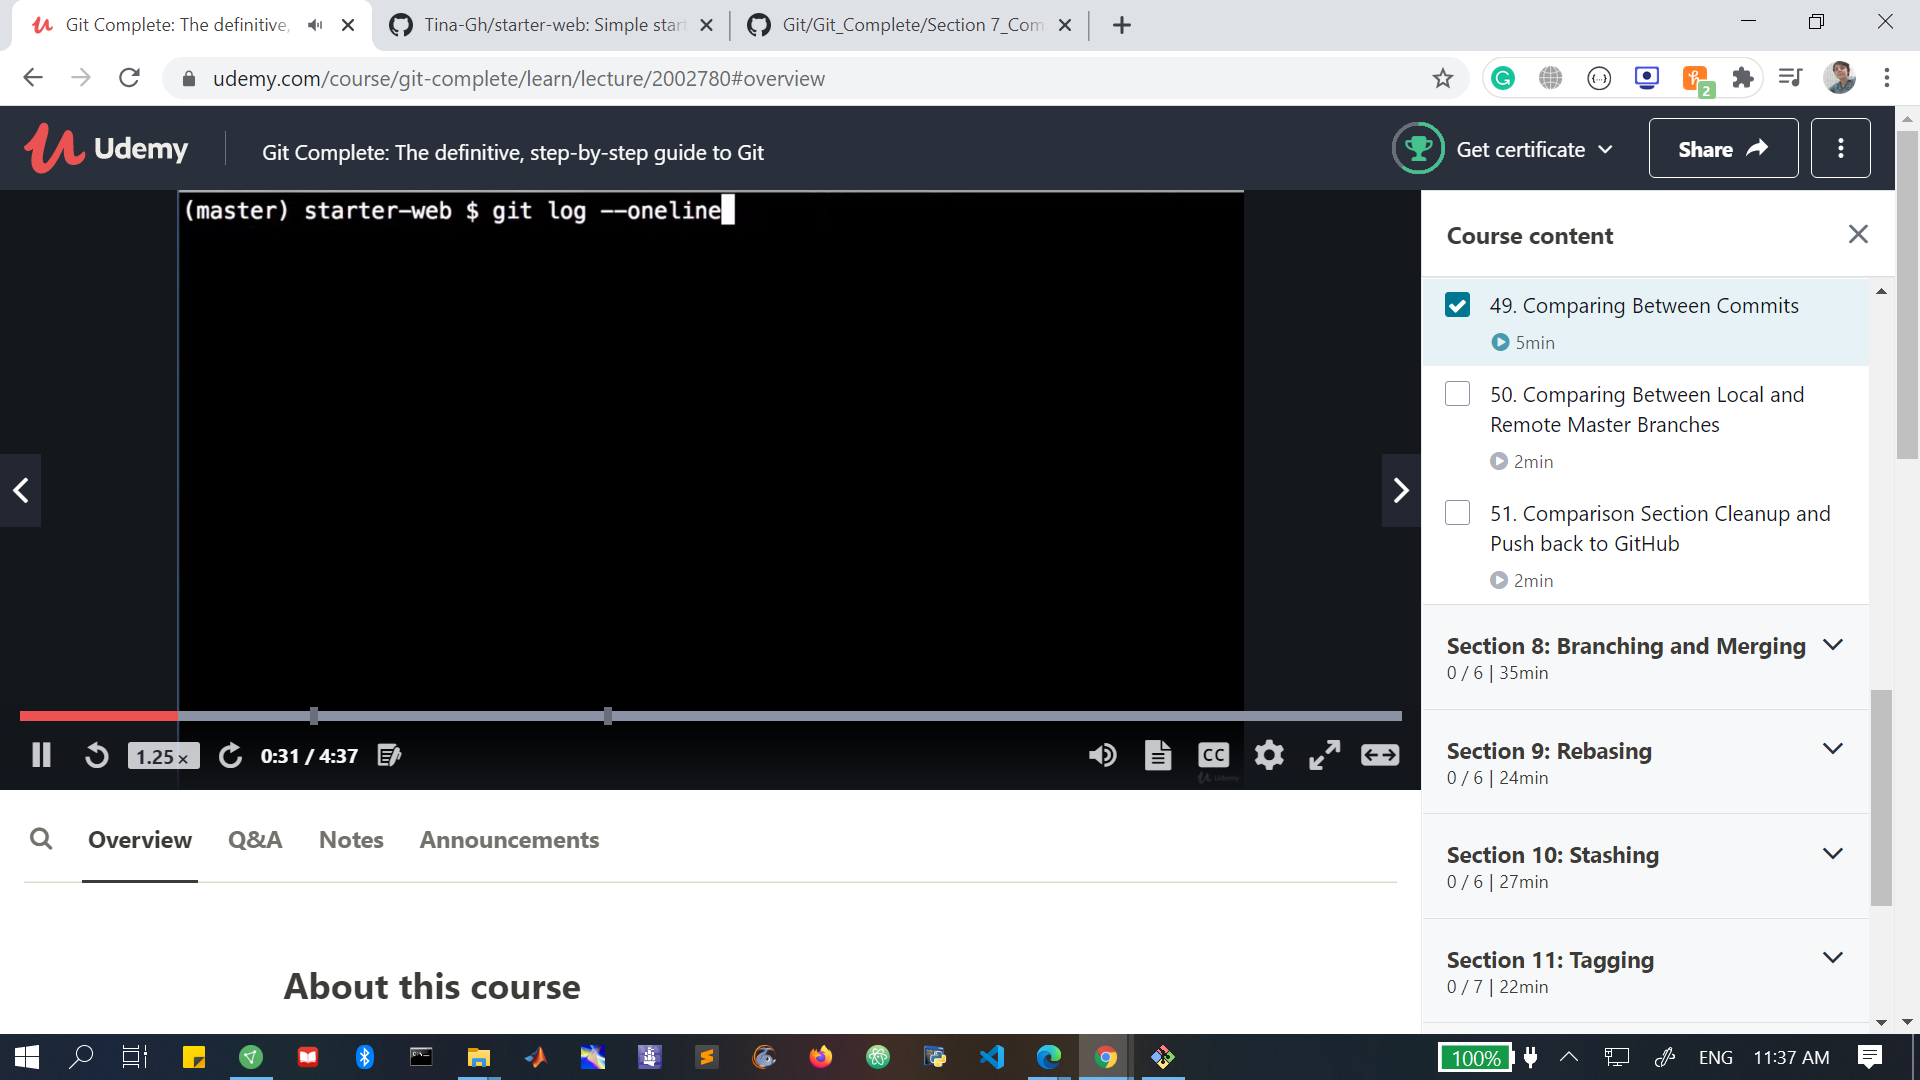 Git Complete: The definitive,
Tina-Gh/starter-web: Simple start
Git/Git_Complete/Section 7_Com
udemy.com/course/git-complete/learn/lecture/2002780#overview
2
Udemy
Git Complete: The definitive, step-by-step guide to Git
Get certificate
Share
(master) starter-web $ git log --oneline
Course content
49. Comparing Between Commits
5min
50. Comparing Between Local and
Remote Master Branches
2min
51. Comparison Section Cleanup and
Push back to GitHub
2min
Section 8: Branching and Merging
0 / 6 | 35min
Section 9: Rebasing
0 / 6 | 24min
Section 10: Stashing
0 / 6 | 27min
Section 11: Tagging
0 / 7 | 22min
1.25×
0:31 / 4:37
CC
Udemy
Overview
Q&A
Notes
Announcements
About this course
100%
ENG
11:37 AM